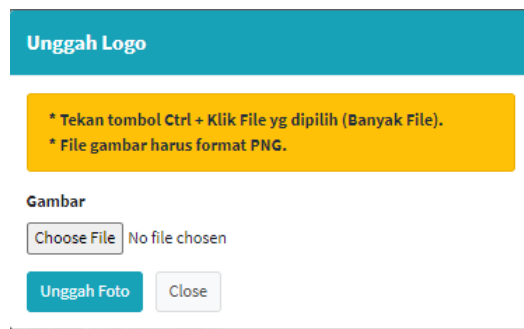 Unggah Logo
* Tekan tombol Ctrl + Klik File yg dipilih (Banyak File).
* File gambar harus format PNG.
Gambar
Choose File No file chosen
Unggah Foto Close